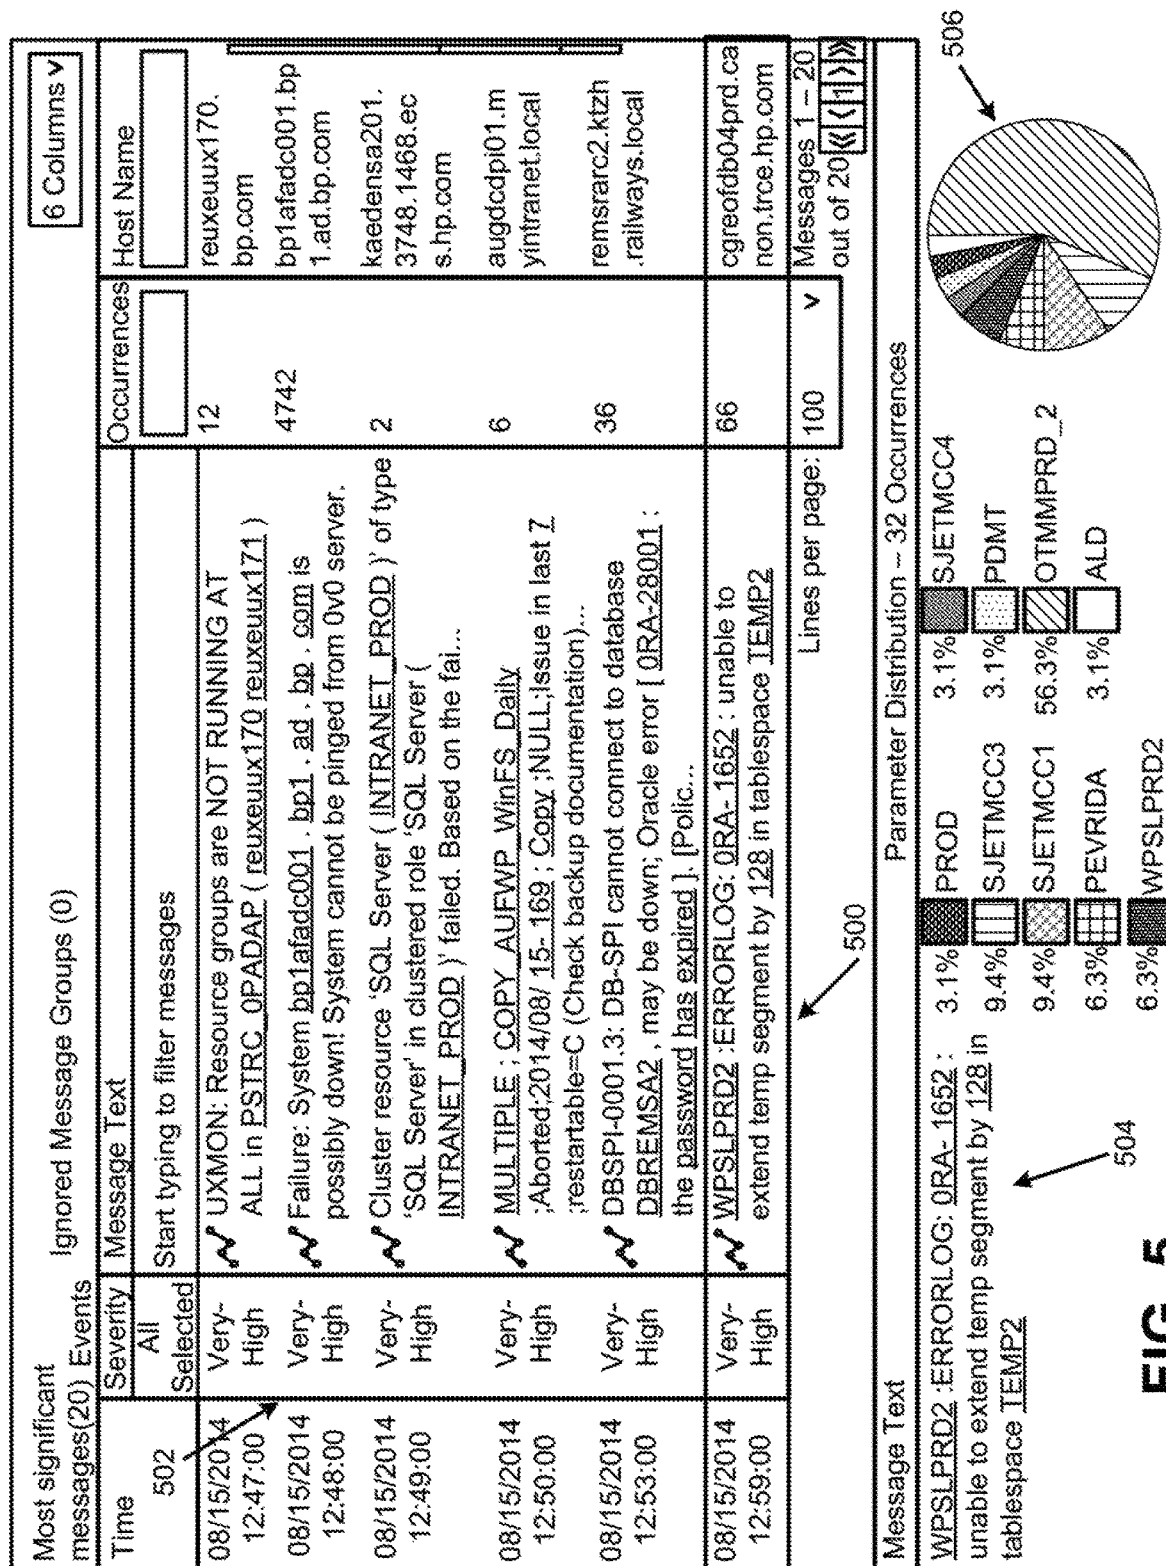 Most significant
messages(20) Events Ignored Message Groups (0) 6 Columns v
Time Severity Message Text Occurrences Host Name
502 All
Selected Start typing to filter messages
08/15/2014 Very- UXMON: Resource groups are NOT RUNNING AT 12 reuxeuux170.
12:47:00 High ALL in PSTRC_0PADAP ( reuxeuux170 reuxeuux171 ) bp.com
08/15/2014 Very- Failure: System bp1afadc001 . bp1 . ad . bp . com is 4742 bp1afadc001.bp
12:48:00 High possibly down! System cannot be pinged from 0v0 server. 1.ad.bp.com
08/15/2014 Very- Cluster resource 'SQL Server ( INTRANET_PROD )' of type 2 kaedensa201.
12:49:00 High 'SQL Server' in clustered role 'SQL Server ( 3748.1468.ec
INTRANET_PROD )' failed. Based on the fai... s.hp.com
08/15/2014 Very- MULTIPLE ; COPY_AUFWP_WinFS_Daily 6 augdcdpi01.m
12:50:00 High ;Aborted;2014/08/ 15- 169 ; Copy ;NULL;Issue in last 7 yintranet.local
;restartable=C (Check backup documentation)...
08/15/2014 Very- DBSPI-0001.3: DB-SPI cannot connect to database 36 remsrarc2.ktzh
12:53:00 High DBREMSA2 , may be down; Oracle error [ 0RA-28001 : .railways.local
the password has expired ]. [Polic...
08/15/2014 Very- WPSLPRD2 :ERRORLOG: 0RA- 1652 : unable to 66 cgreofdb04prd.ca
12:59:00 High extend temp segment by 128 in tablespace TEMP2 non.trce.hp.com
500 Lines per page: 100 v Messages 1 – 20
out of 20 « < 1 > »
Message Text Parameter Distribution – 32 Occurrences
WPSLPRD2 :ERRORLOG: 0RA- 1652 :
unable to extend temp segment by 128 in
tablespace TEMP2
504
3.1% PROD 3.1% SJETMCC4
9.4% SJETMCC3 3.1% PDMT
9.4% SJETMCC1 56.3% OTMMPRD_2
6.3% PEVRIDA 3.1% ALD
6.3% WPSLPRD2
506
FIG. 5